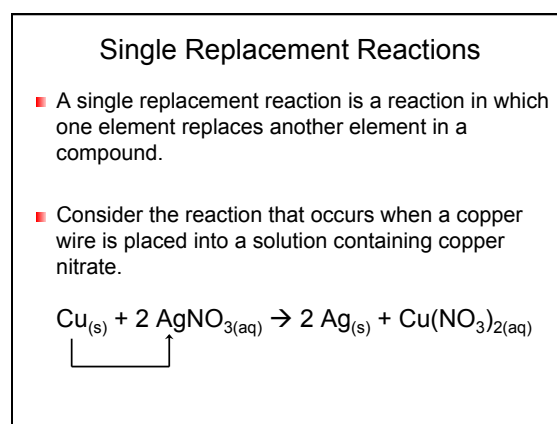 Single Replacement Reactions
A single replacement reaction is a reaction in which
one element replaces another element in a
compound.
Consider the reaction that occurs when a copper
wire is placed into a solution containing copper
nitrate.
Cu(s) + 2 AgNO3(aq) → 2 Ag(s) + Cu(NO3)2(aq)